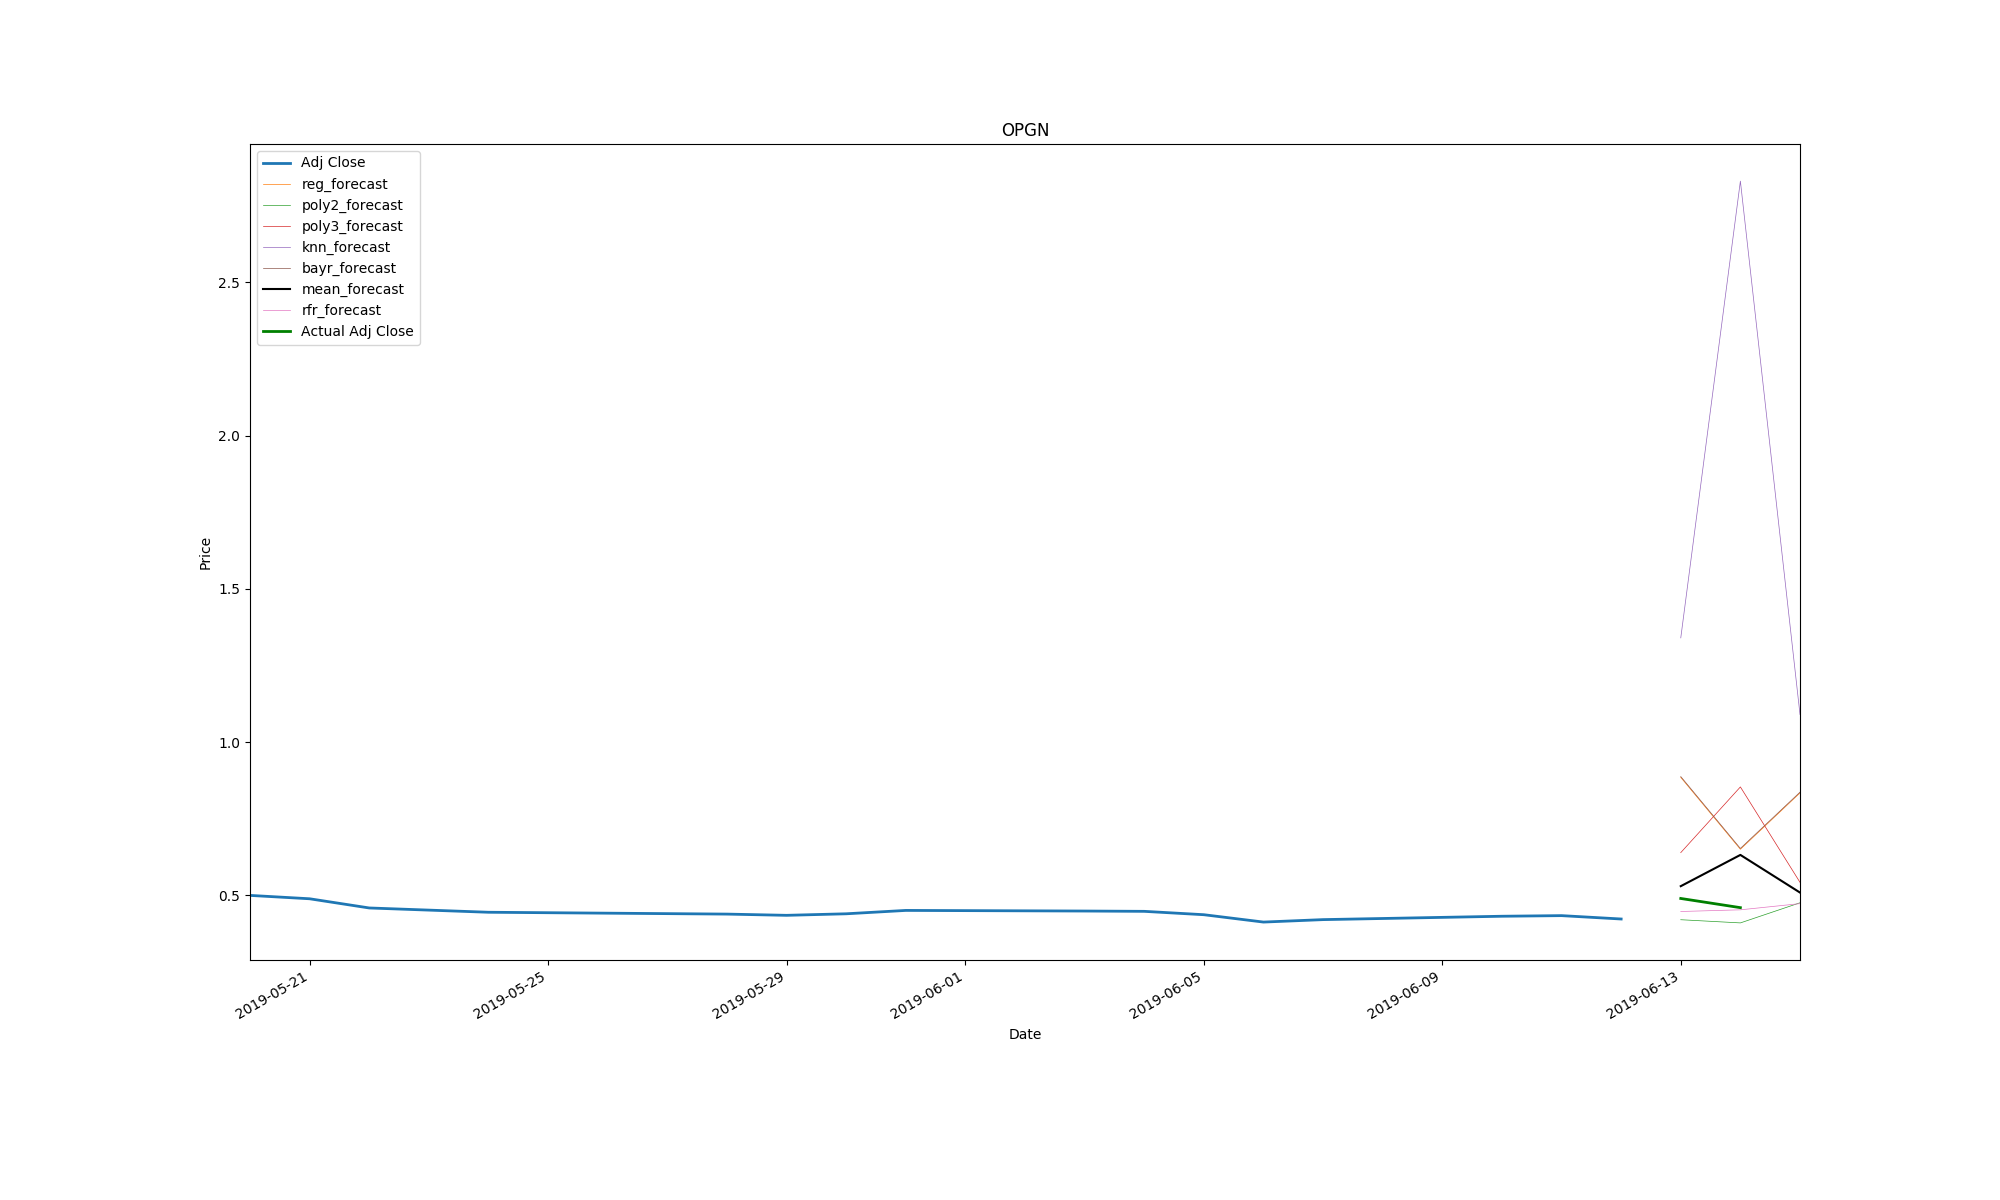 OPGN
Adj Close
reg_forecast
poly2_forecast
poly3_forecast
knn_forecast
bayr_forecast
mean_forecast
rfr_forecast
Actual Adj Close
2.5
2.0
1.5
1.0
0.5
Price
2019-05-21
2019-05-25
2019-05-29
2019-06-01
2019-06-05
2019-06-09
2019-06-13
Date